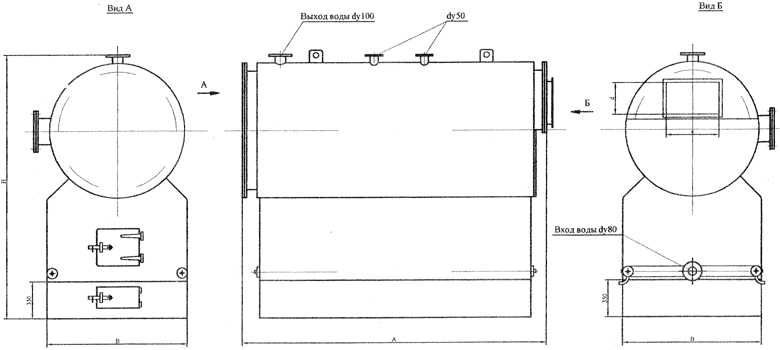 Вид А
Выход воды dy100
dy50
Вид Б
А
Б
H
d
Вход воды dy80
350
350
В
А
В